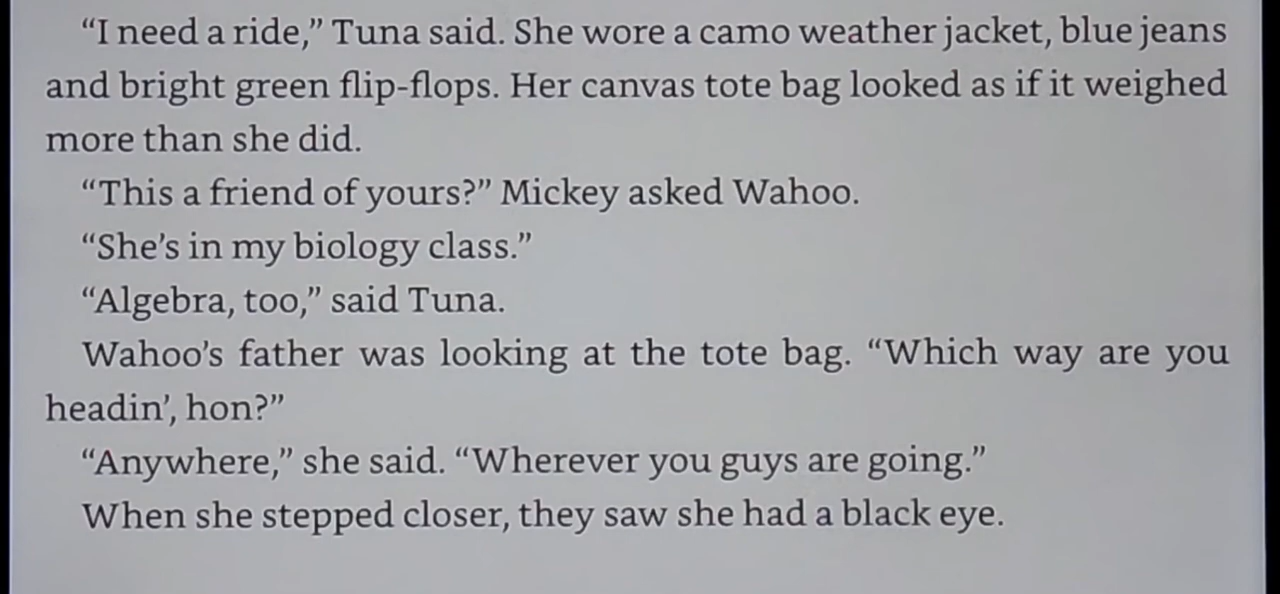 “I need a ride,” Tuna said. She wore a camo weather jacket, blue jeans
and bright green flip-flops. Her canvas tote bag looked as if it weighed
more than she did.
“This a friend of yours?” Mickey asked Wahoo.
“She’s in my biology class.”
“Algebra, too,” said Tuna.
Wahoo’s father was looking at the tote bag. “Which way are you
headin’, hon?”
“Anywhere,” she said. “Wherever you guys are going.”
When she stepped closer, they saw she had a black eye.